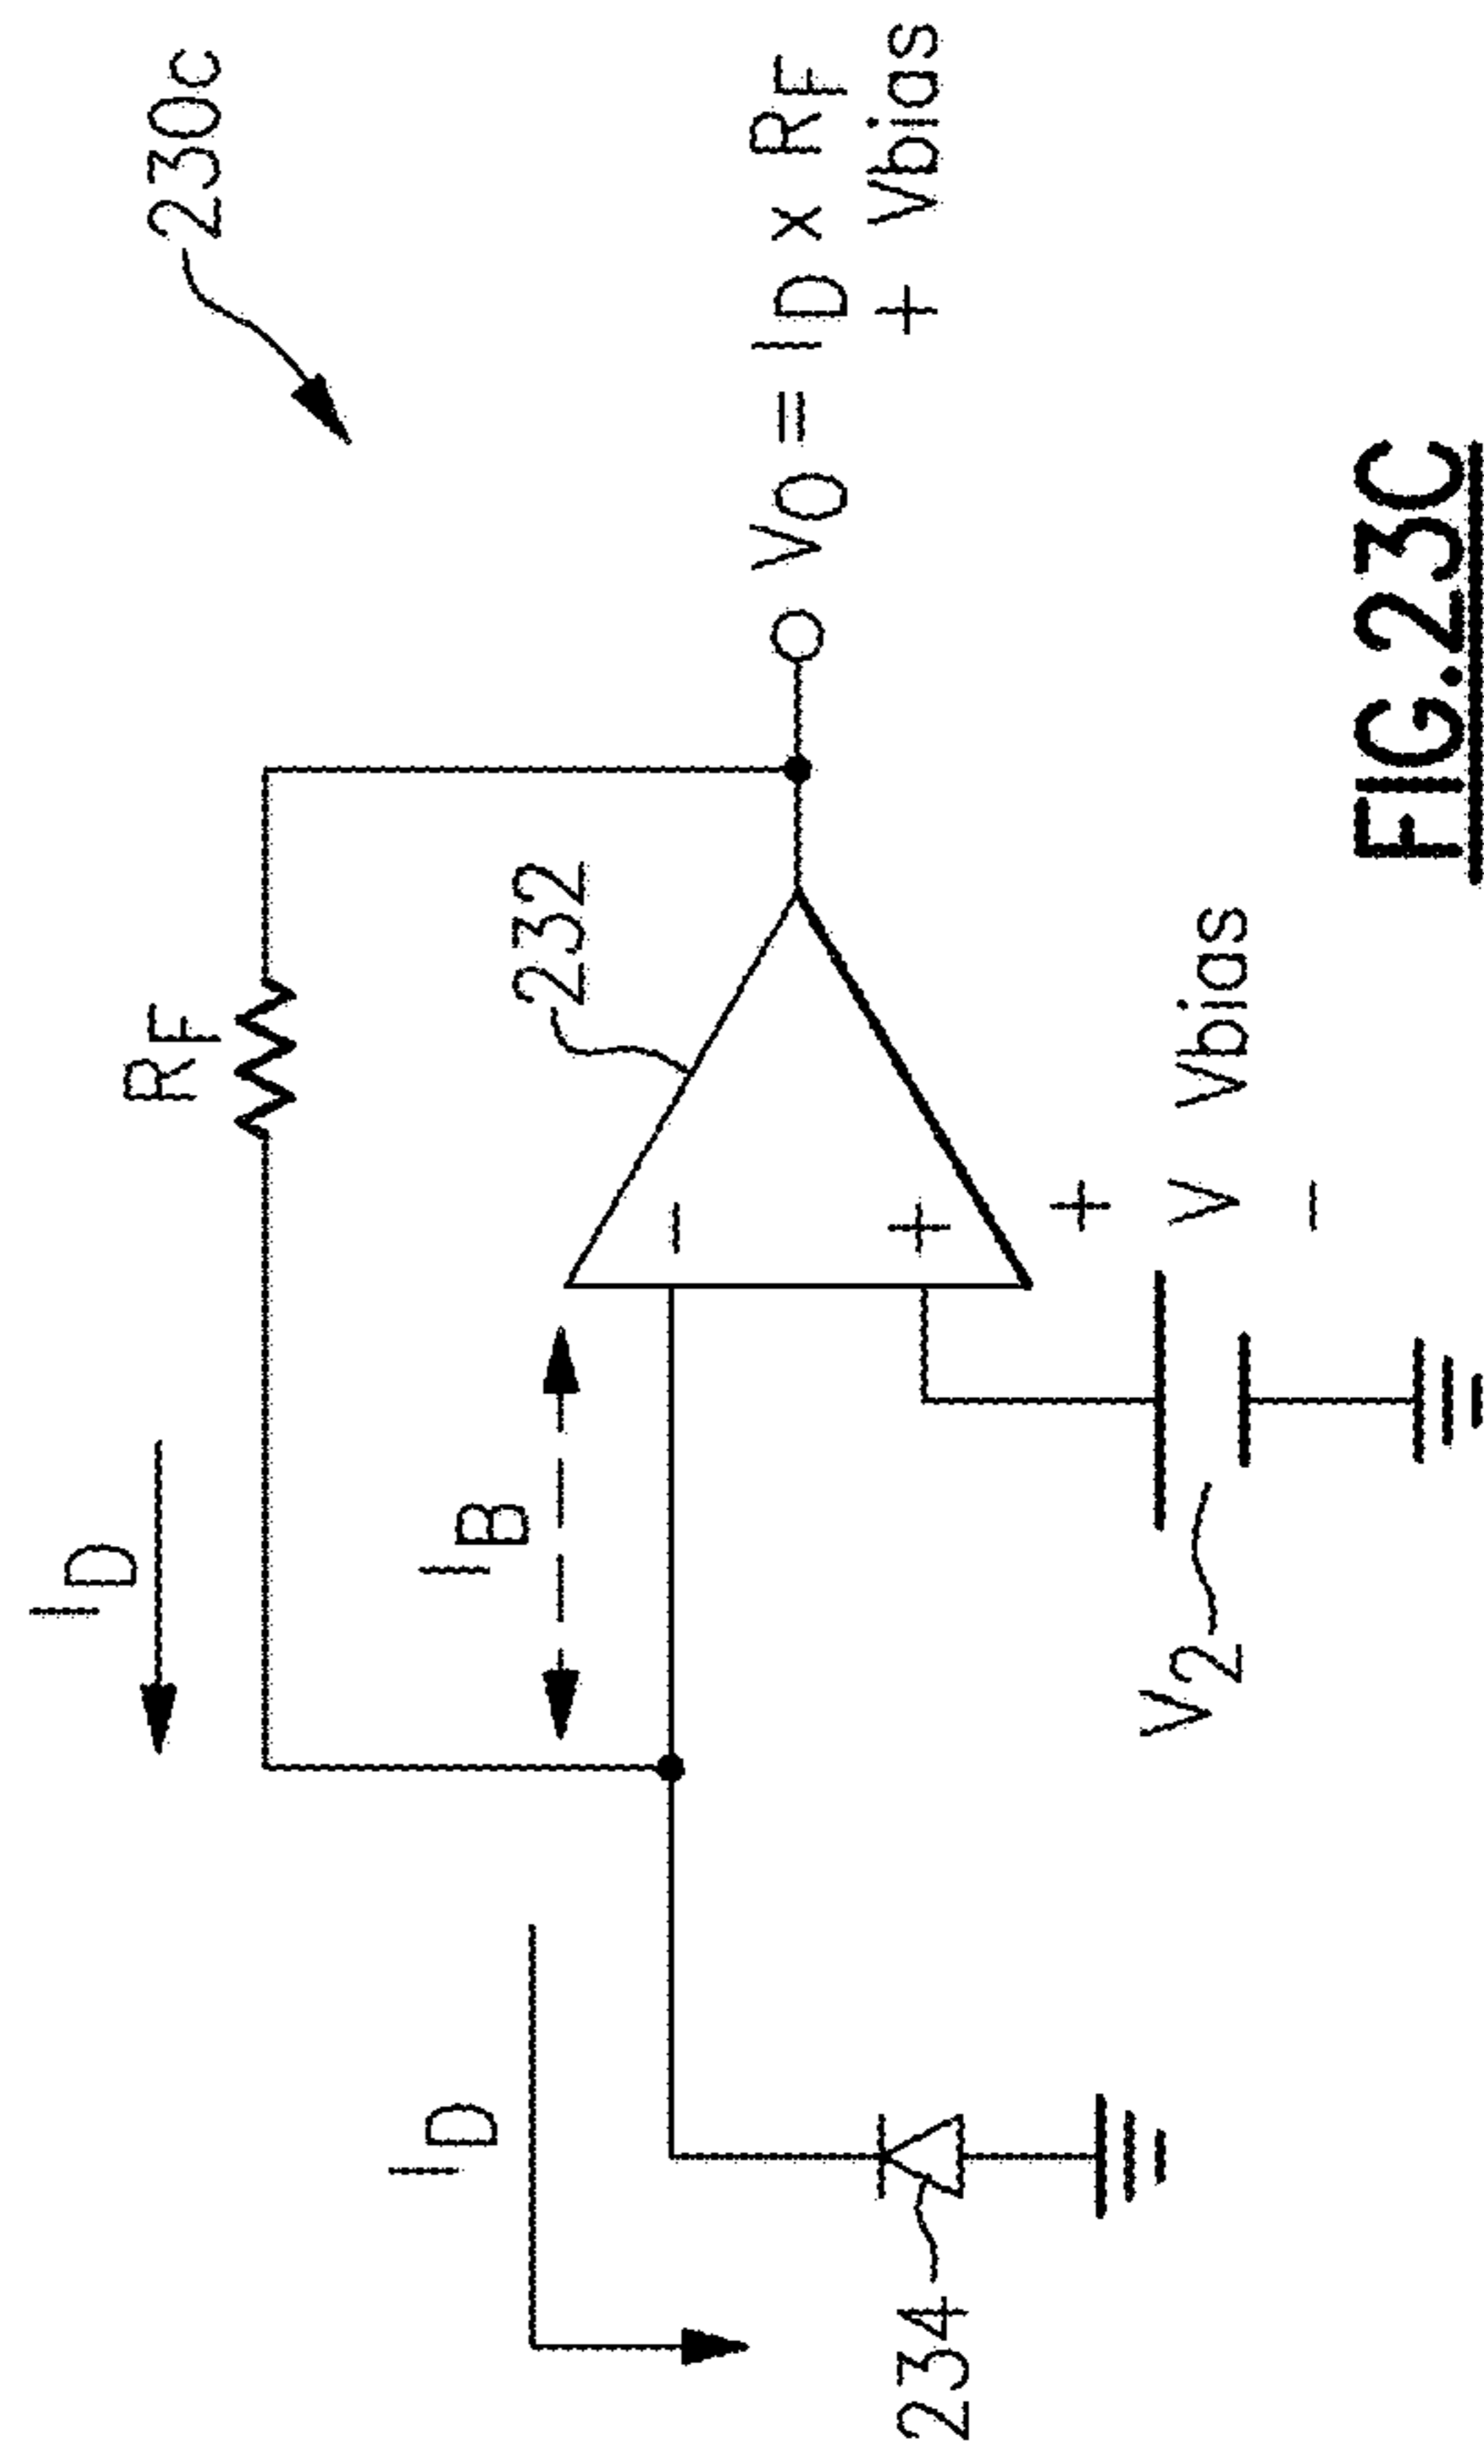 230c
RF
ID
ID
IB
232
VO = ID x RF
+ Vbias
-
+
234
V2
+
V Vbias
-
FIG.23C